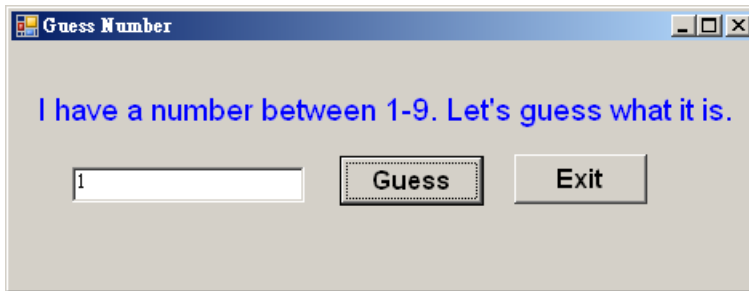 Guess Number
I have a number between 1-9. Let's guess what it is.
1 Guess Exit